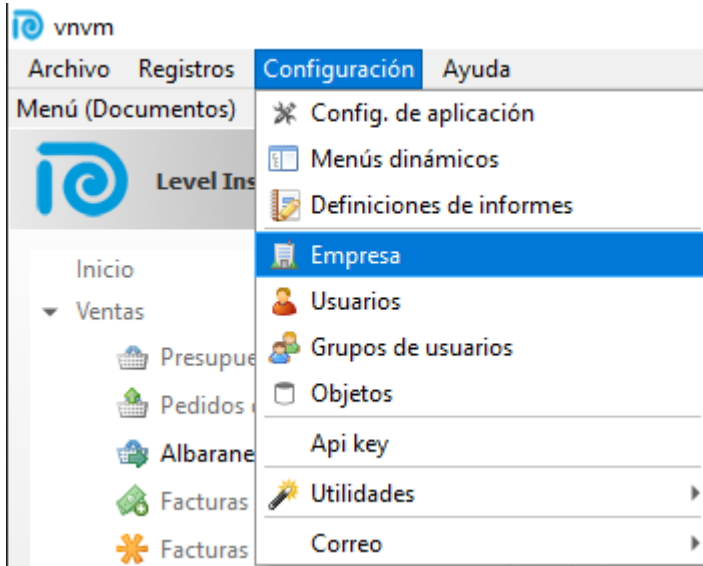 vnvm
Archivo Registros Configuración Ayuda
Menú (Documentos)
Level Ins
Inicio
Ventas
Presupue
Pedidos
Albarane
Facturas
Facturas
Config. de aplicación
Menús dinámicos
Definiciones de informes
Empresa
Usuarios
Grupos de usuarios
Objetos
Api key
Utilidades
Correo